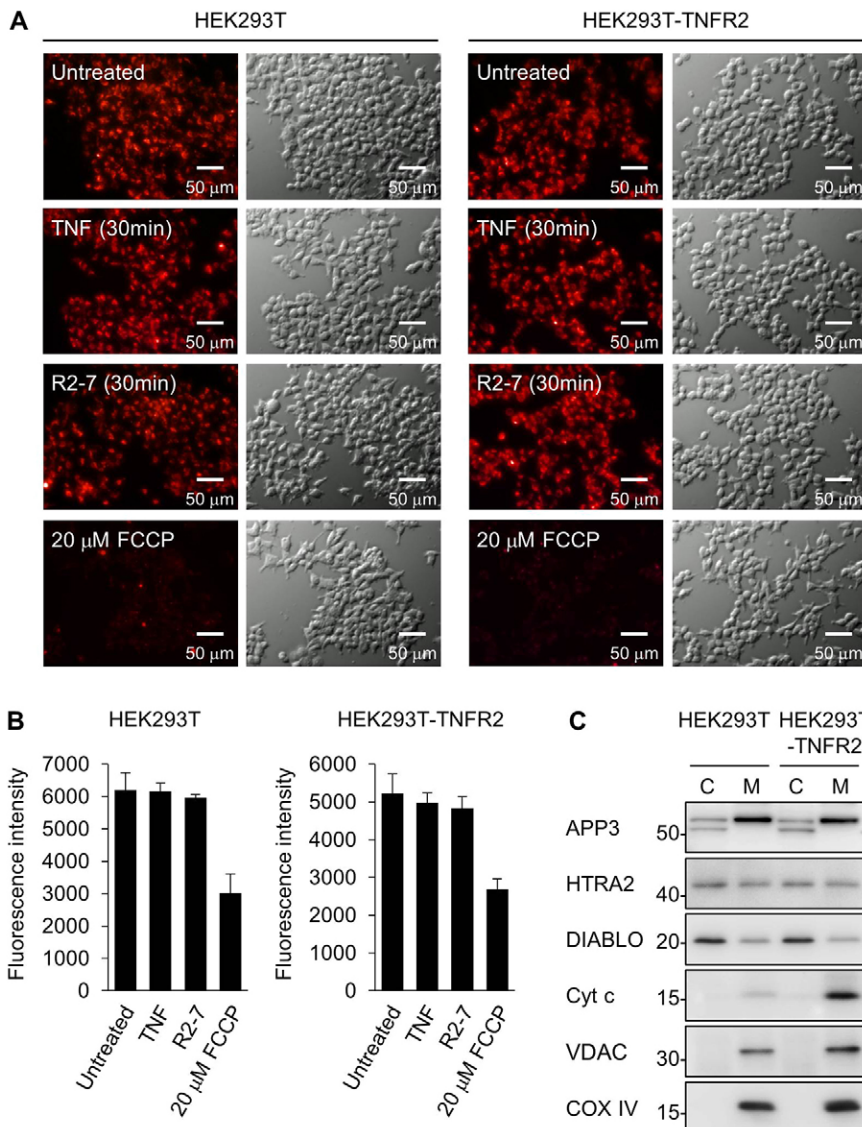 A
HEK293T
HEK293T-TNFR2
Untreated
50 μm
50 μm
Untreated
50 μm
50 μm
TNF (30min)
50 μm
50 μm
TNF (30min)
50 μm
50 μm
R2-7 (30min)
50 μm
50 μm
R2-7 (30min)
50 μm
50 μm
20 μM FCCP
50 μm
50 μm
20 μM FCCP
50 μm
50 μm
B
HEK293T
Fluorescence intensity
7000
6000
5000
4000
3000
2000
1000
0
Untreated
TNF
R2-7
20 μM FCCP
HEK293T-TNFR2
Fluorescence intensity
6000
5000
4000
3000
2000
1000
0
Untreated
TNF
R2-7
20 μM FCCP
C
HEK293T HEK293T
-TNFR2
C M C M
APP3 50
HTRA2 40
DIABLO 20
Cyt c 15
VDAC 30
COX IV 15